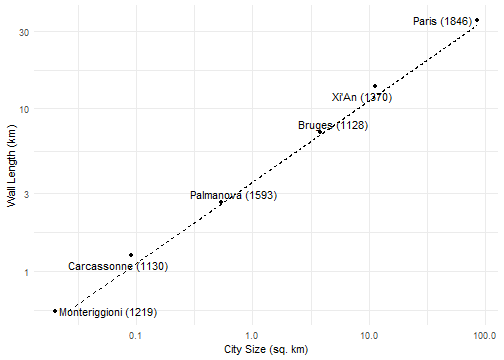 30
10
3
1
Wall Length (km)
Paris (1846)
Xi'An (1370)
Bruges (1128)
Palmanova (1593)
Carcassonne (1130)
Monteriggioni (1219)
0.1
1.0
10.0
100.0
City Size (sq. km)